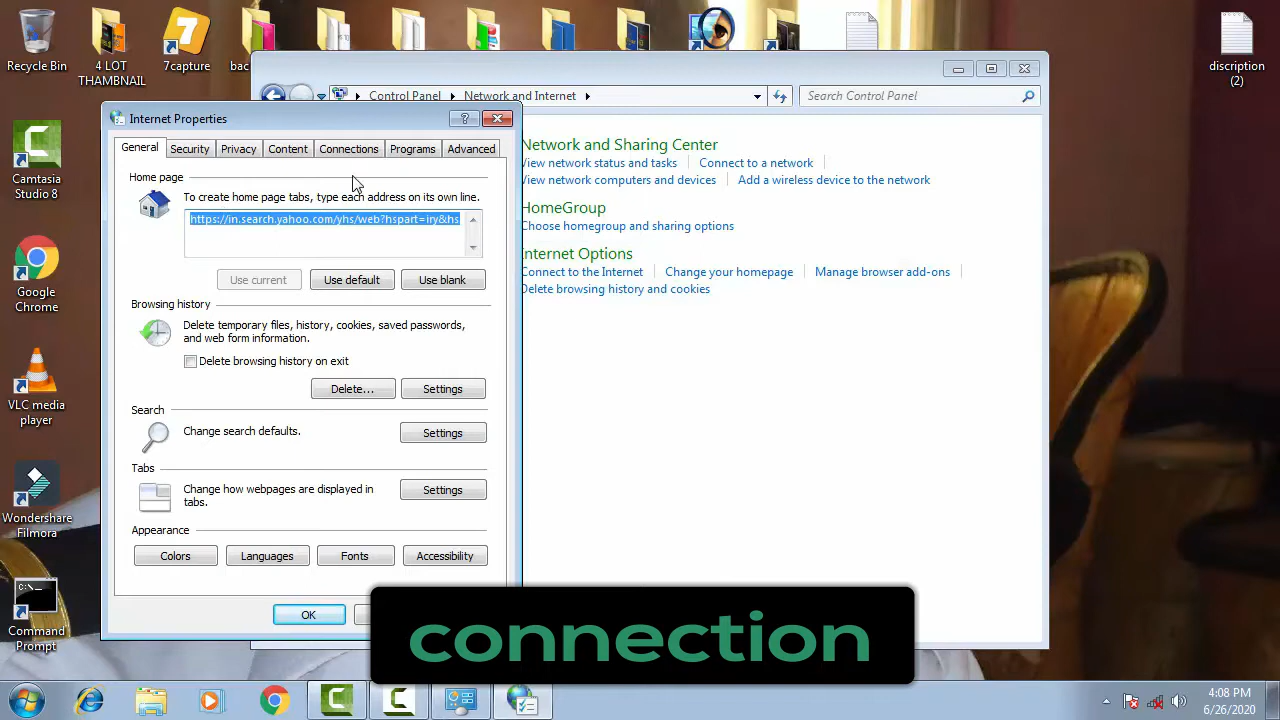 Recycle Bin
4 LOT
THAMBNAIL
7capture
bac
discription
(2)
Camtasia
Studio 8
Google
Chrome
VLC media
player
Wondershare
Filmora
Command
Prompt
Control Panel
Network and Internet
Search Control Panel
Internet Properties
General
Security
Privacy
Content
Connections
Programs
Advanced
Home page
To create home page tabs, type each address on its own line.
https://in.search.yahoo.com/yhs/web?hspart=iry&hs
Use current
Use default
Use blank
Browsing history
Delete temporary files, history, cookies, saved passwords,
and web form information.
Delete browsing history on exit
Delete...
Settings
Search
Change search defaults.
Settings
Tabs
Change how webpages are displayed in
tabs.
Settings
Appearance
Colors
Languages
Fonts
Accessibility
OK
Network and Sharing Center
View network status and tasks
Connect to a network
View network computers and devices
Add a wireless device to the network
HomeGroup
Choose homegroup and sharing options
Internet Options
Connect to the Internet
Change your homepage
Manage browser add-ons
Delete browsing history and cookies
connection
4:08 PM
6/26/2020